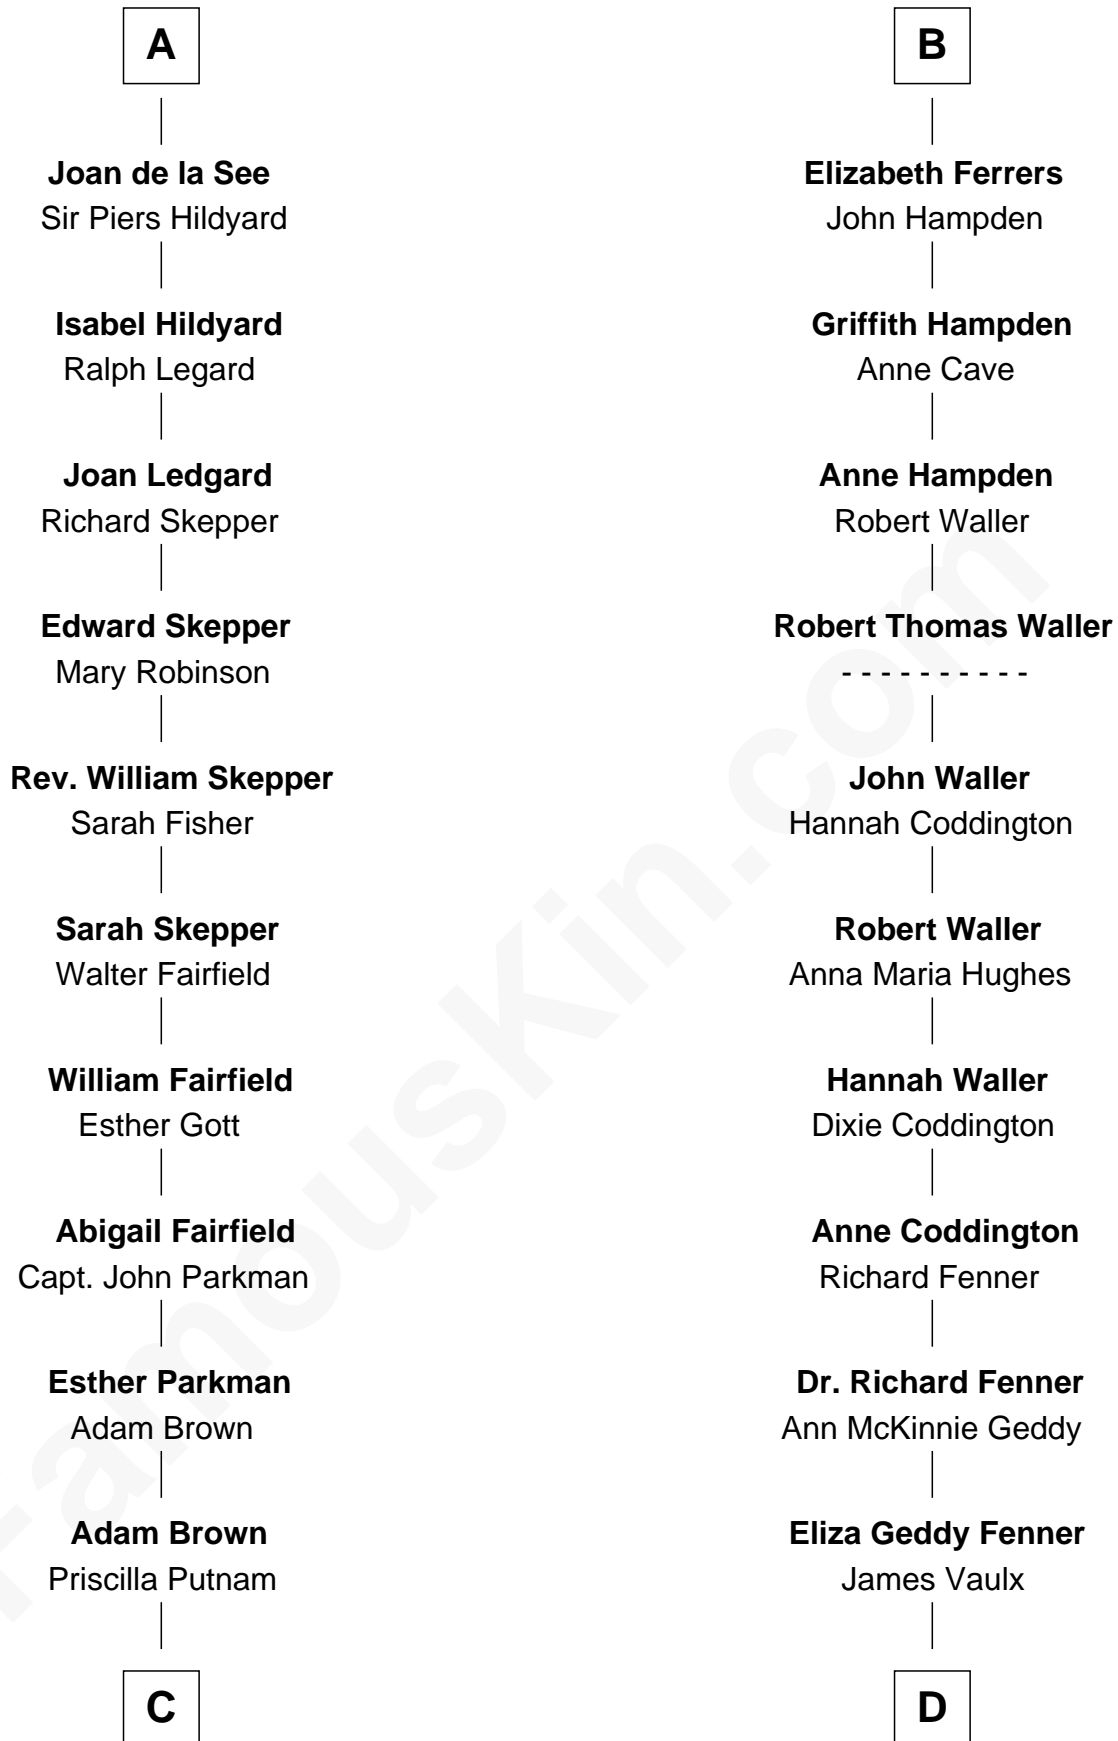 A
Joan de la See
Sir Piers Hildyard
Isabel Hildyard
Ralph Legard
Joan Ledgard
Richard Skepper
Edward Skepper
Mary Robinson
Rev. William Skepper
Sarah Fisher
Sarah Skepper
Walter Fairfield
William Fairfield
Esther Gott
Abigail Fairfield
Capt. John Parkman
Esther Parkman
Adam Brown
Adam Brown
Priscilla Putnam
C
B
Elizabeth Ferrers
John Hampden
Griffith Hampden
Anne Cave
Anne Hampden
Robert Waller
Robert Thomas Waller
- - - - - - - - - -
John Waller
Hannah Coddington
Robert Waller
Anna Maria Hughes
Hannah Waller
Dixie Coddington
Anne Coddington
Richard Fenner
Dr. Richard Fenner
Ann McKinnie Geddy
Eliza Geddy Fenner
James Vaulx
D
FamousKin.com